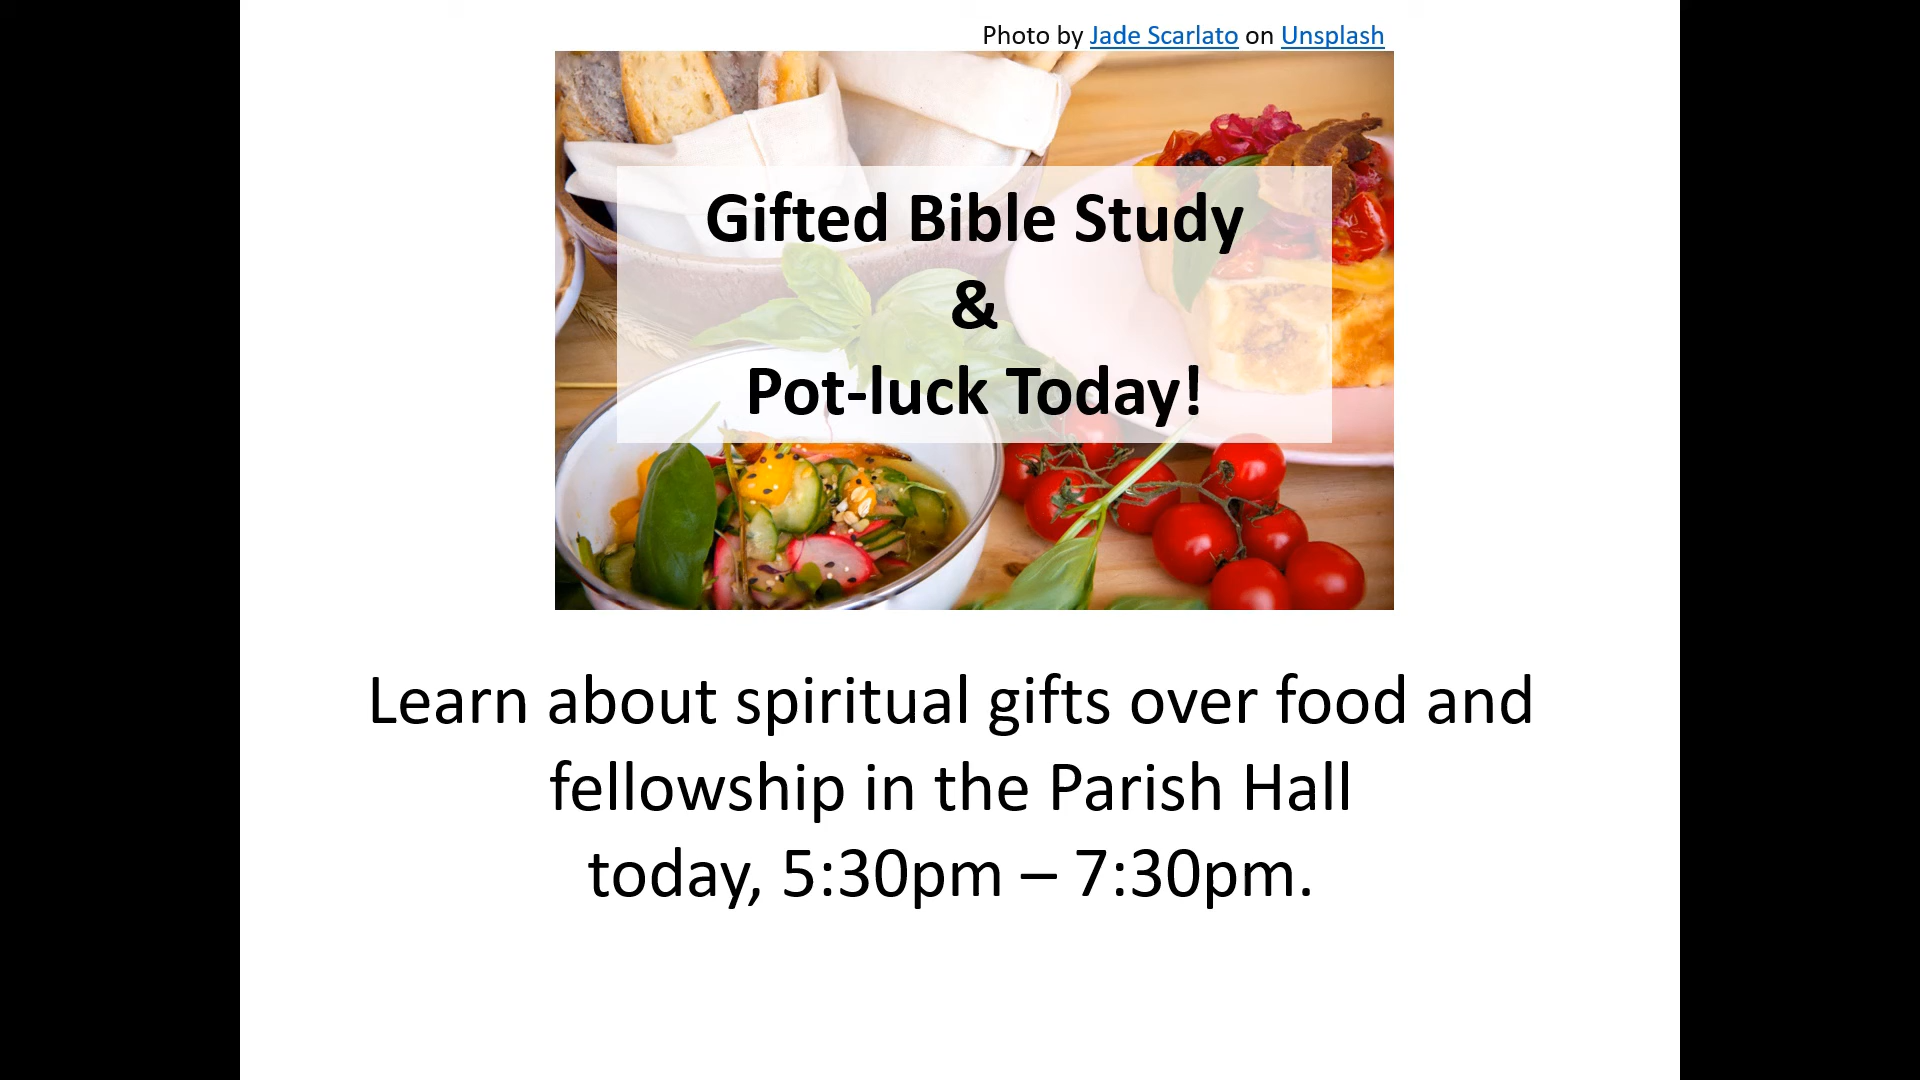 Photo by Jade Scarlato on Unsplash
Gifted Bible Study
&
Pot-luck Today!
Learn about spiritual gifts over food and
fellowship in the Parish Hall
today, 5:30pm – 7:30pm.